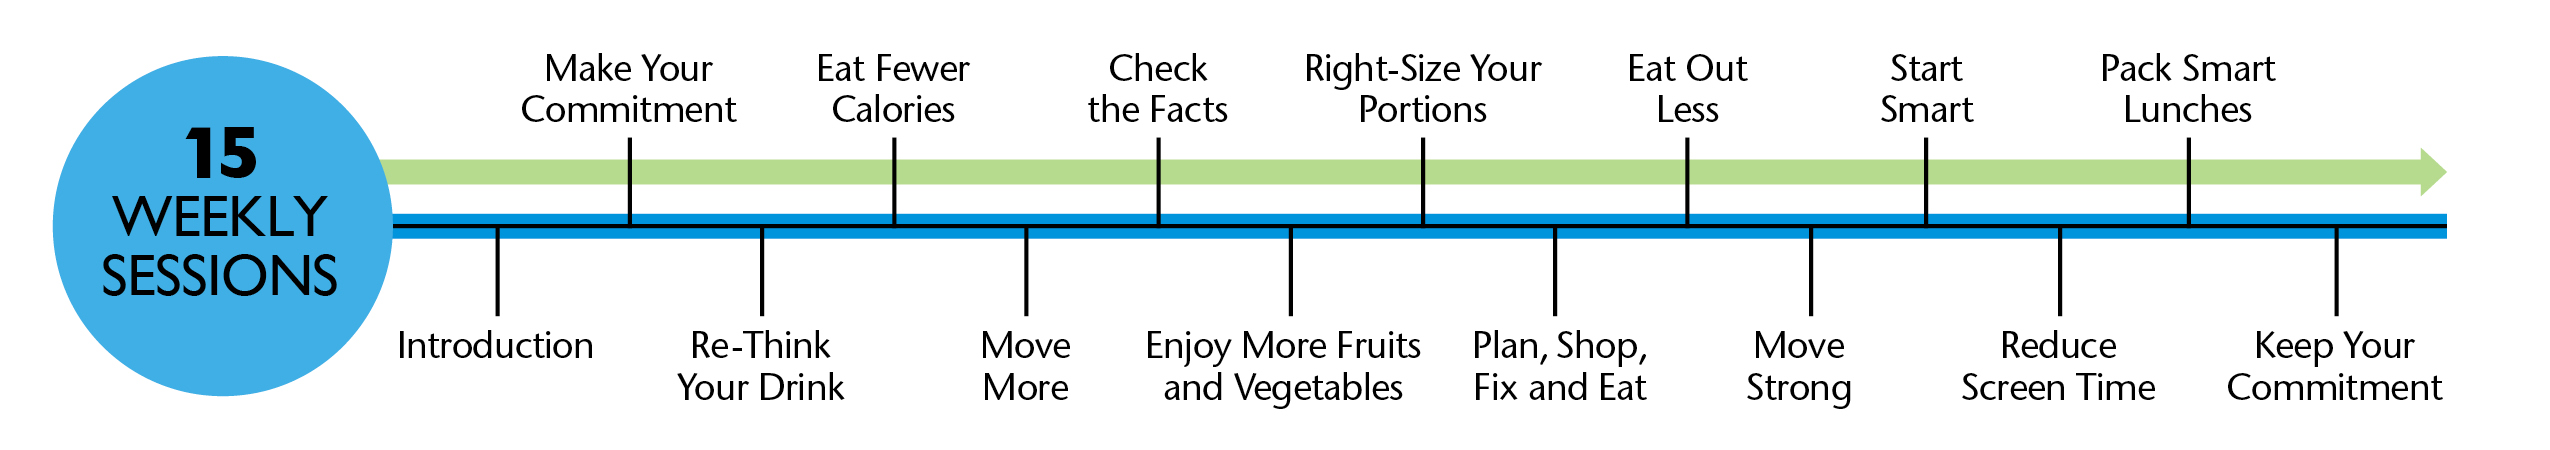 15
WEEKLY
SESSIONS
Make Your
Commitment
Eat Fewer
Calories
Check
the Facts
Right-Size Your
Portions
Eat Out
Less
Start
Smart
Pack Smart
Lunches
Introduction
Re-Think
Your Drink
Move
More
Enjoy More Fruits
and Vegetables
Plan, Shop,
Fix and Eat
Move
Strong
Reduce
Screen Time
Keep Your
Commitment